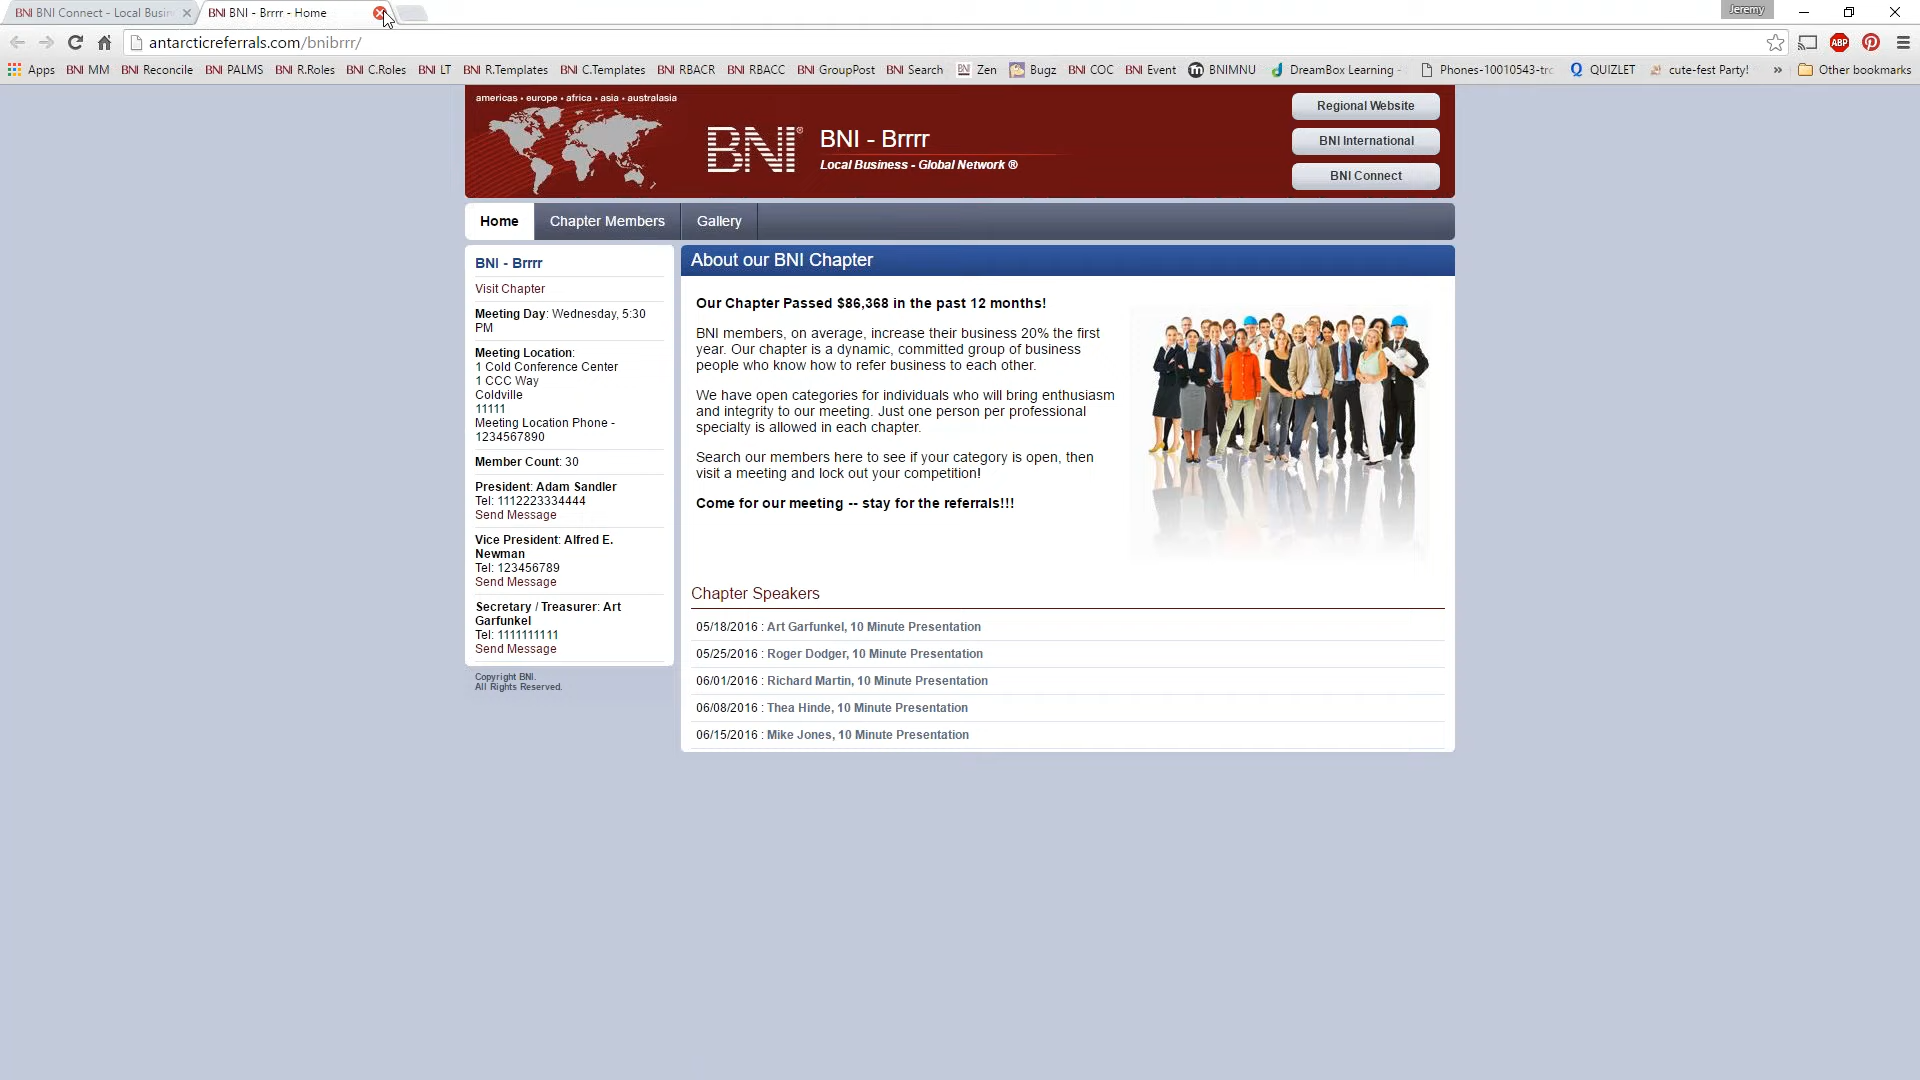 BNI BNI Connect - Local Busin
BNI BNI - Brrrr - Home
Jeremy
antarcticreferrals.com/bnibrrr/
Apps
BNI MM
BNI Reconcile
BNI PALMS
BNI R.Roles
BNI C.Roles
BNI LT
BNI R.Templates
BNI C.Templates
BNI RBACR
BNI RBACC
BNI GroupPost
BNI Search
BNI Zen
Bugz
BNI COC
BNI Event
m BNIMNU
DreamBox Learning -
Phones-10010543-trc
QUIZLET
cute-fest Party!
»
Other bookmarks
ABP
americas • europe • africa • asia • australasia
BNI®
BNI - Brrrr
Local Business - Global Network ®
Regional Website
BNI International
BNI Connect
Home
Chapter Members
Gallery
BNI - Brrrr
Visit Chapter
Meeting Day: Wednesday, 5:30
PM
Meeting Location:
1 Cold Conference Center
1 CCC Way
Coldville
11111
Meeting Location Phone -
1234567890
Member Count: 30
President: Adam Sandler
Tel: 1112223334444
Send Message
Vice President: Alfred E.
Newman
Tel: 123456789
Send Message
Secretary / Treasurer: Art
Garfunkel
Tel: 1111111111
Send Message
Copyright BNI.
All Rights Reserved.
About our BNI Chapter
Our Chapter Passed $86,368 in the past 12 months!
BNI members, on average, increase their business 20% the first
year. Our chapter is a dynamic, committed group of business
people who know how to refer business to each other.
We have open categories for individuals who will bring enthusiasm
and integrity to our meeting. Just one person per professional
specialty is allowed in each chapter.
Search our members here to see if your category is open, then
visit a meeting and lock out your competition!
Come for our meeting -- stay for the referrals!!!
Chapter Speakers
05/18/2016 : Art Garfunkel, 10 Minute Presentation
05/25/2016 : Roger Dodger, 10 Minute Presentation
06/01/2016 : Richard Martin, 10 Minute Presentation
06/08/2016 : Thea Hinde, 10 Minute Presentation
06/15/2016 : Mike Jones, 10 Minute Presentation